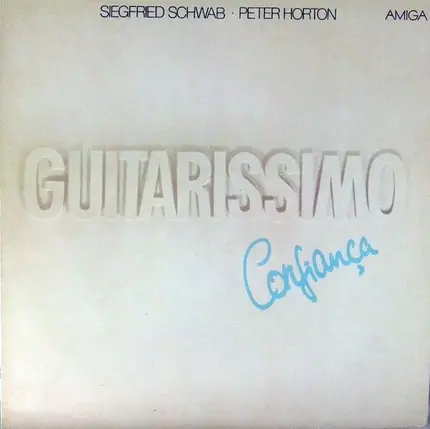 SIEGFRIED SCHWAB · PETER HORTON AMIGA
GUITARISSIMO
Confiança